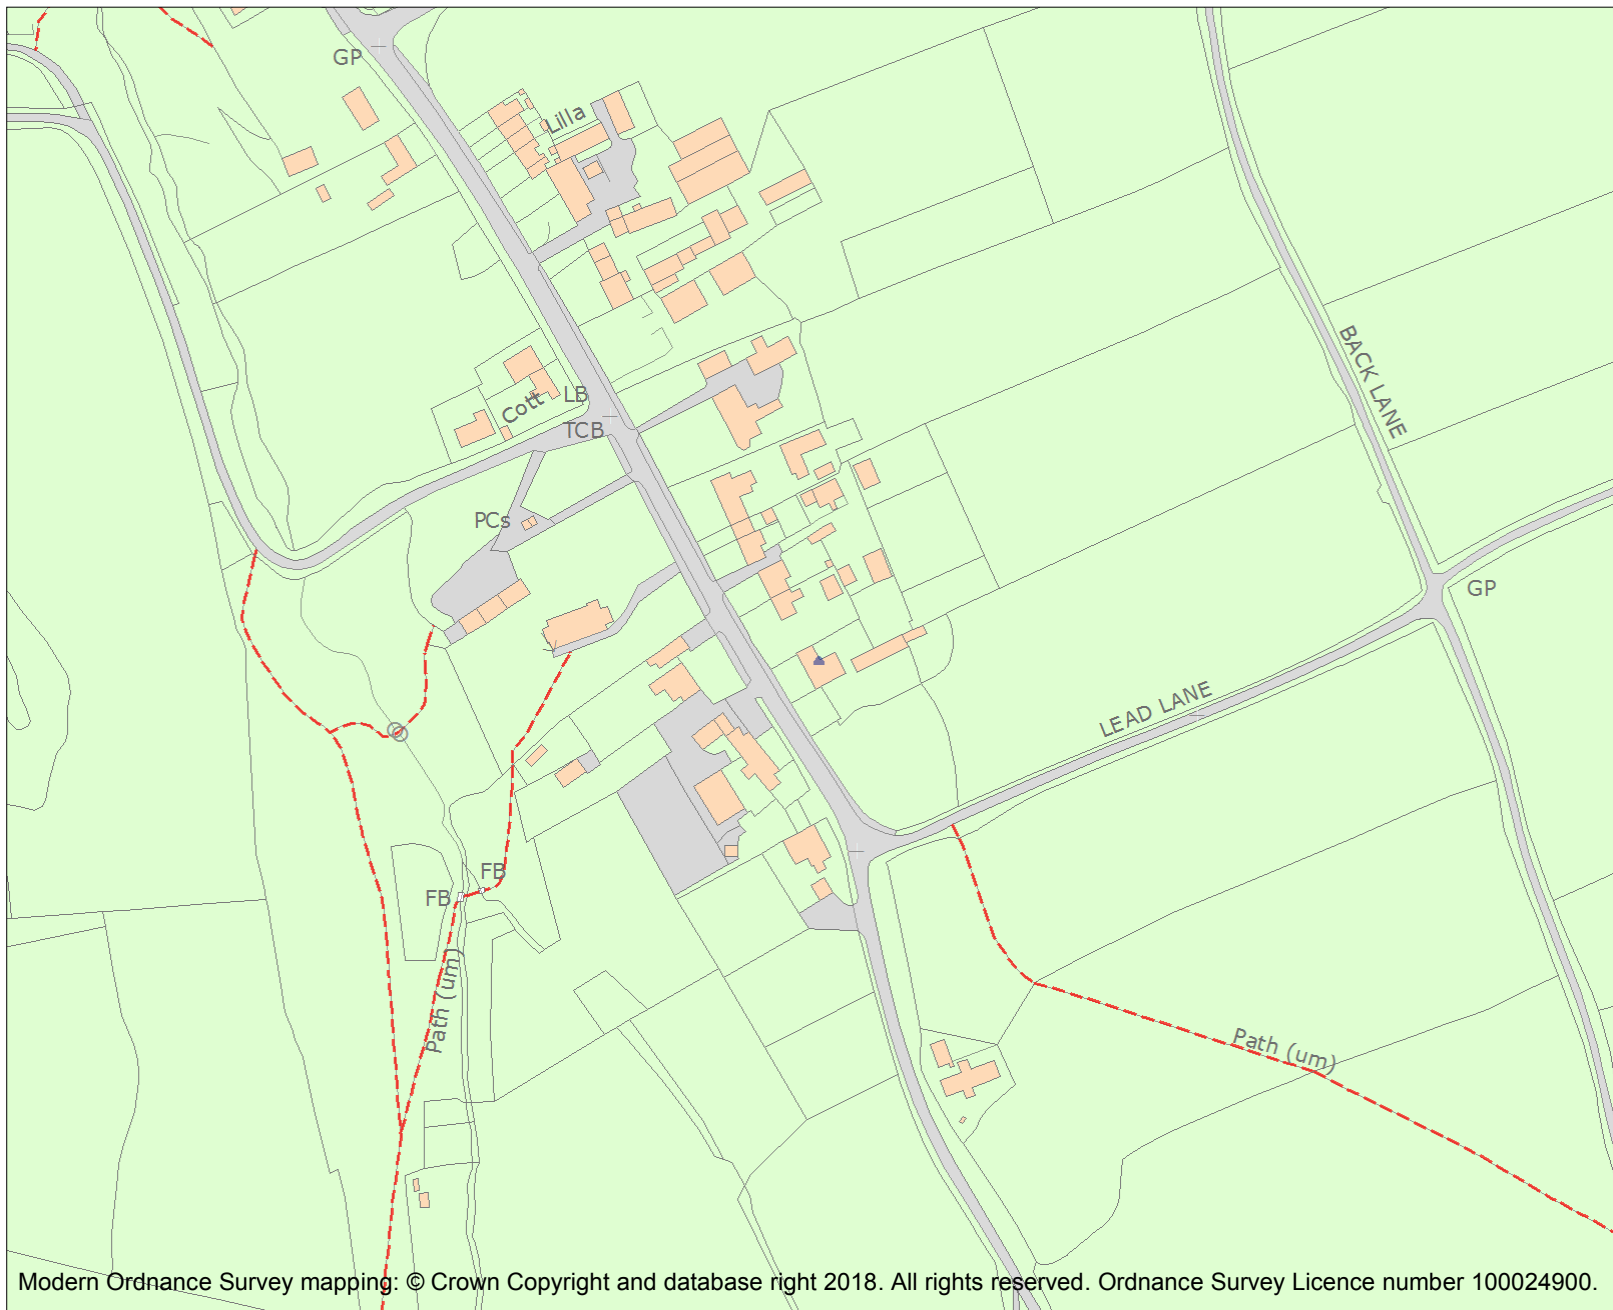 GP
Lilla
BACK LANE
LB
Cott
TCB
PCs
GP
LEAD LANE
FB
FB
Path (um)
Path (um)
Modern Ordnance Survey mapping: © Crown Copyright and database right 2018. All rights reserved. Ordnance Survey Licence number 100024900.